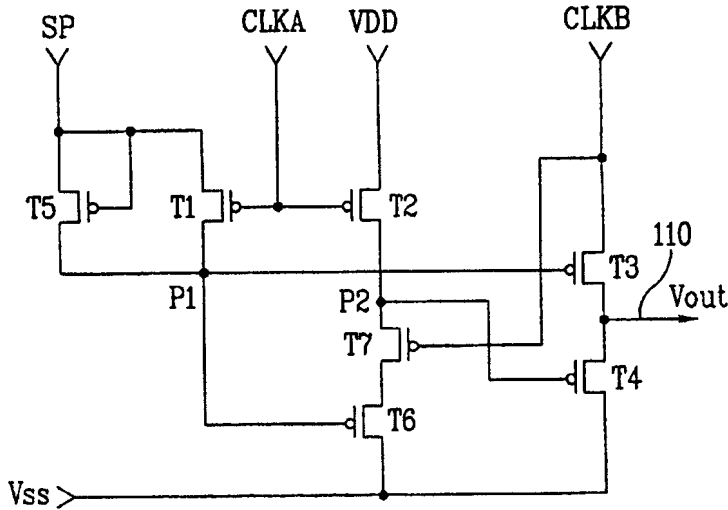 SP CLKA VDD CLKB
T5 T1 T2
110
T3 Vout
P1 P2
T7
T4
T6
Vss